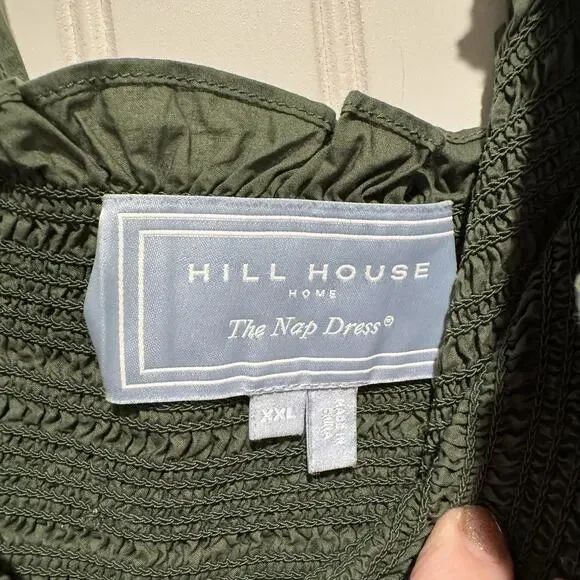 HILL HOUSE
HOME
The Nap Dress®
XXL
MADE IN
CHINA